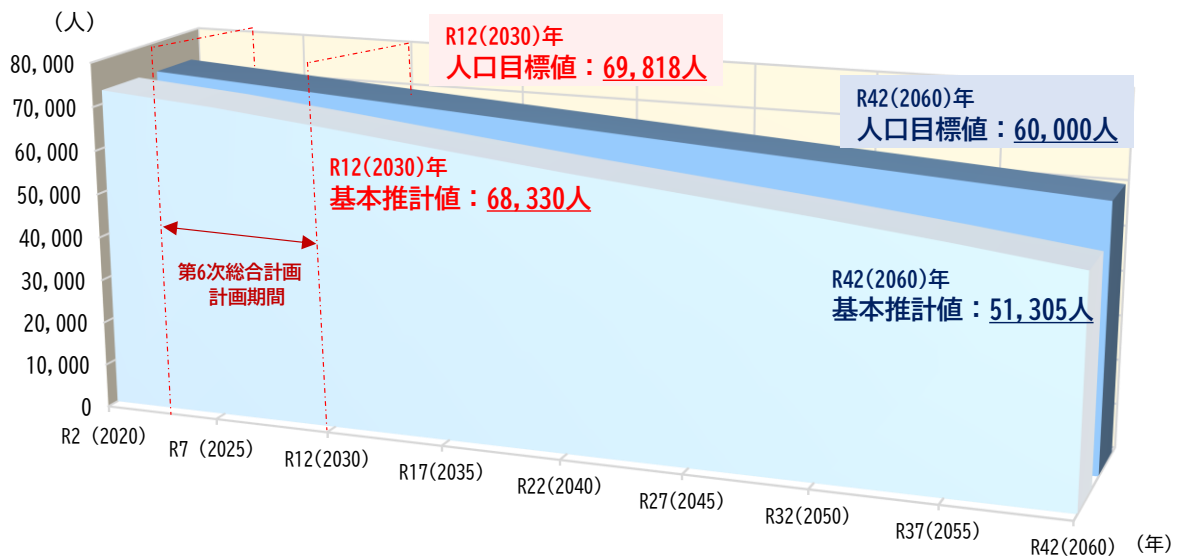 （人）
80,000
70,000
60,000
50,000
40,000
30,000
20,000
10,000
0
R12(2030)年
人口目標値：69,818人
R42(2060)年
人口目標値：60,000人
R12(2030)年
基本推計値：68,330人
第6次総合計画
計画期間
R42(2060)年
基本推計値：51,305人
R2（2020）
R7（2025）
R12(2030)
R17(2035)
R22(2040)
R27(2045)
R32(2050)
R37(2055)
R42(2060)
（年）